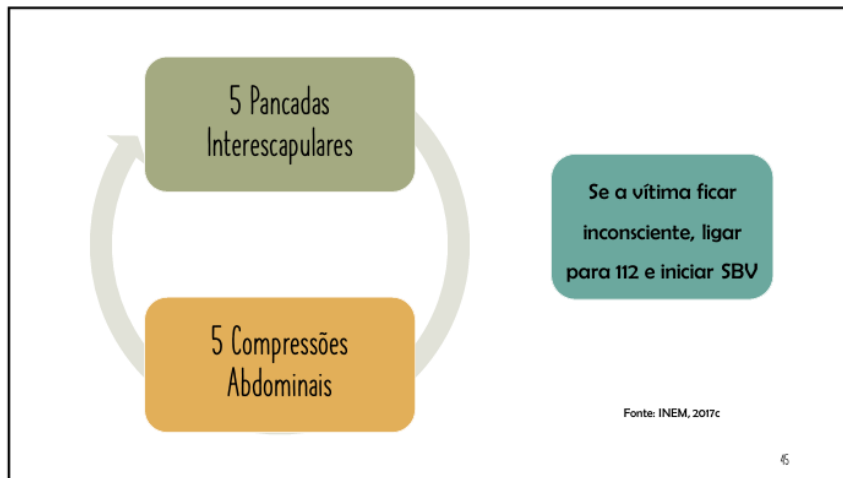 5 Pancadas
Interescapulares
Se a vítima ficar
inconsciente, ligar
para 112 e iniciar SBV
5 Compressões
Abdominais
Fonte: INEM, 2017c
45